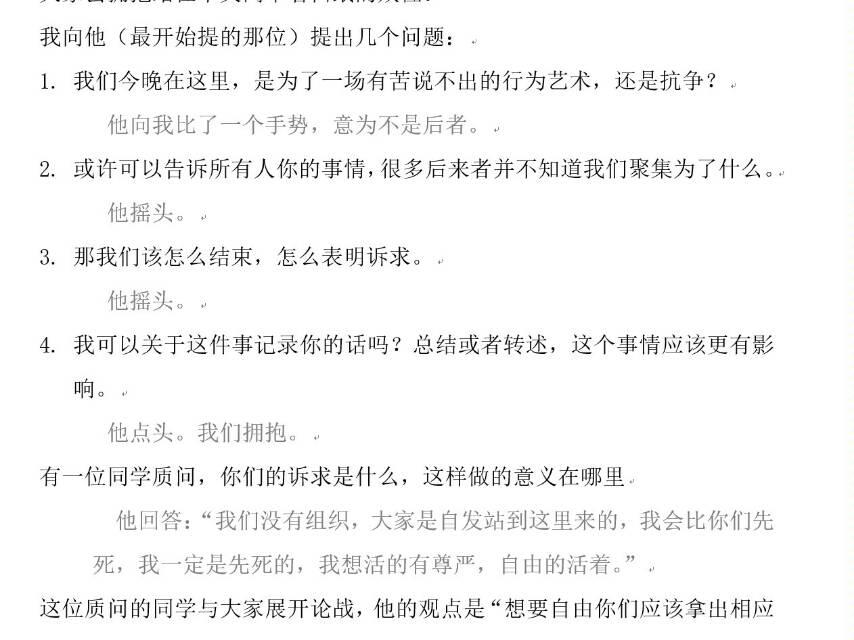 我向他（最开始提的那位）提出几个问题：
1. 我们今晚在这里，是为了一场有苦说不出的行为艺术，还是抗争？
他向我比了一个手势，意为不是后者。
2. 或许可以告诉所有人你的事情，很多后来者并不知道我们聚集为了什么。
他摇头。
3. 那我们该怎么结束，怎么表明诉求。
他摇头。
4. 我可以关于这件事记录你的话吗？总结或者转述，这个事情应该更有影
响。
他点头。我们拥抱。
有一位同学质问，你们的诉求是什么，这样做的意义在哪里
他回答：“我们没有组织，大家是自发站到这里来的，我会比你们先
死，我一定是先死的，我想活的有尊严，自由的活着。”
这位质问的同学与大家展开论战，他的观点是“想要自由你们应该拿出相应